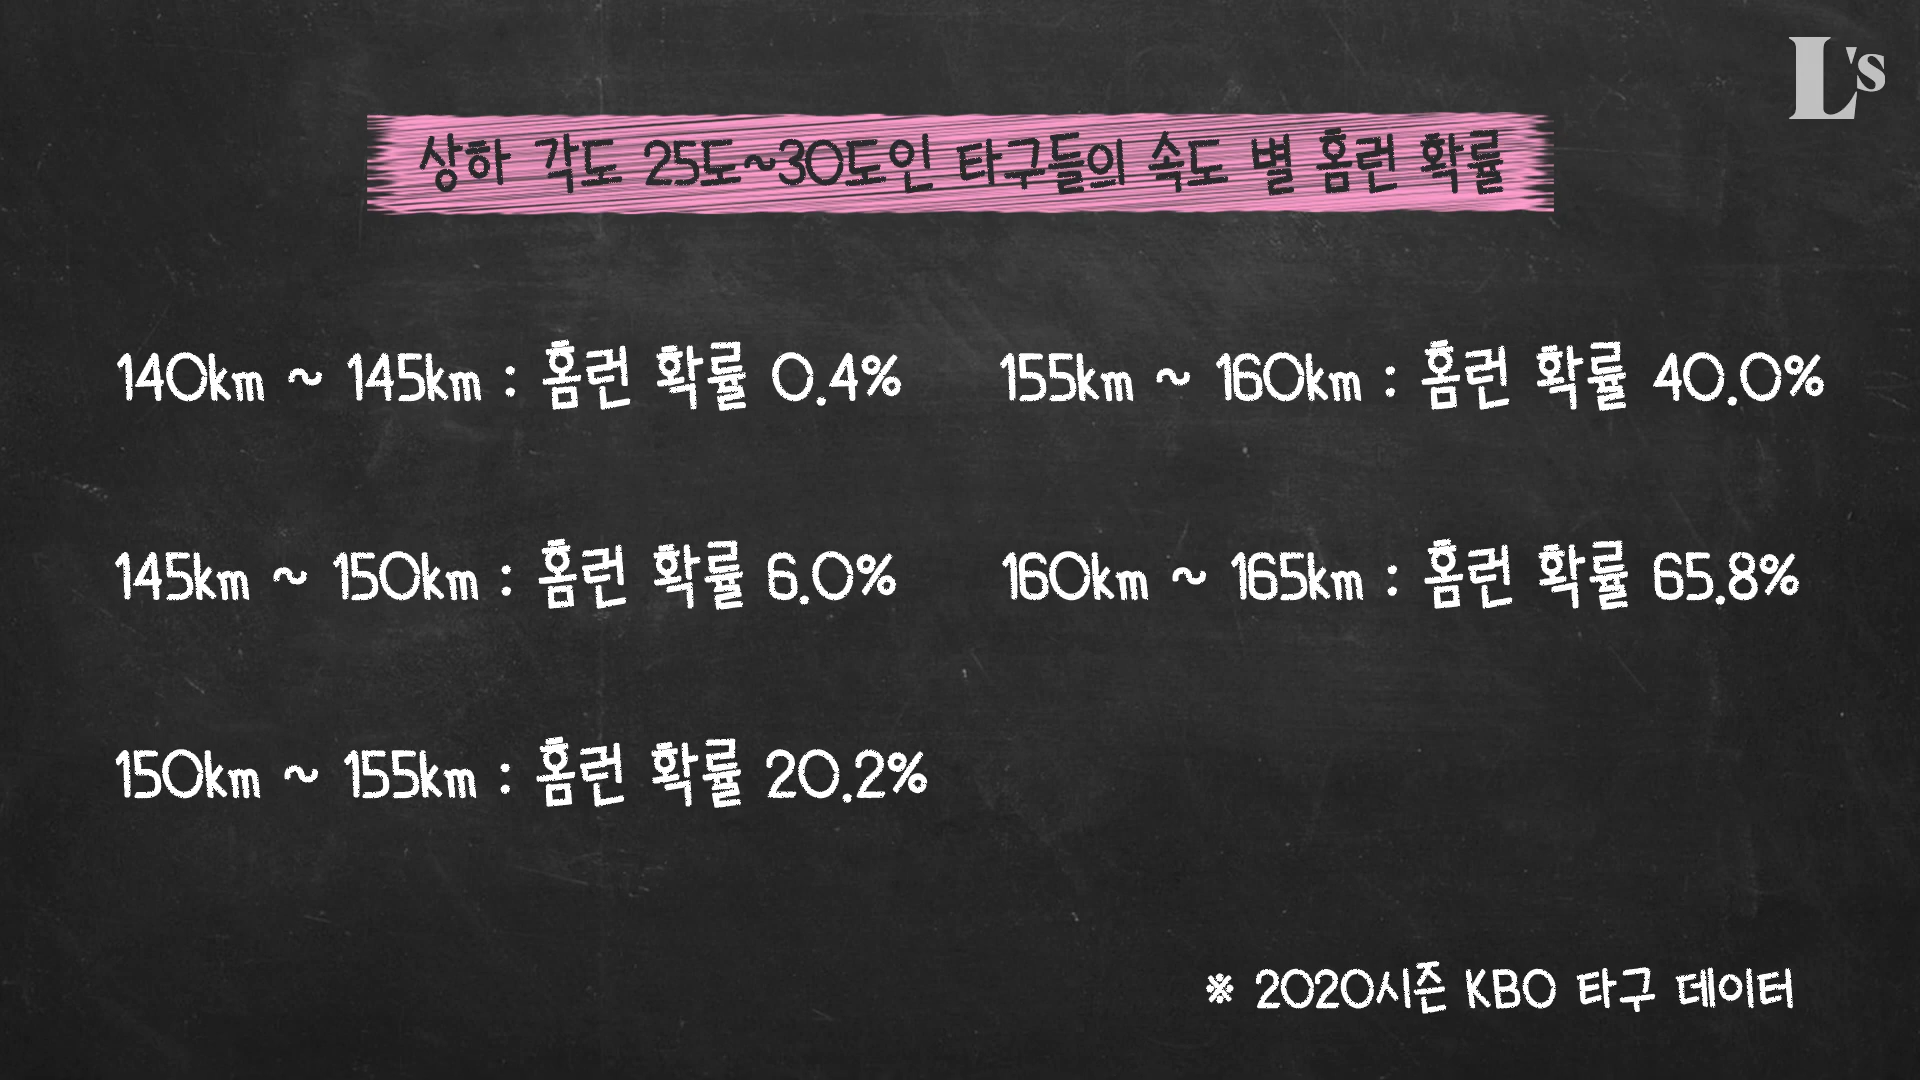 L's
상하 각도 25도~30도인 타구들의 속도 별 홈런 확률
140km ~ 145km : 홈런 확률 0.4%
145km ~ 150km : 홈런 확률 6.0%
150km ~ 155km : 홈런 확률 20.2%
155km ~ 160km : 홈런 확률 40.0%
160km ~ 165km : 홈런 확률 65.8%
※ 2020시즌 KBO 타구 데이터